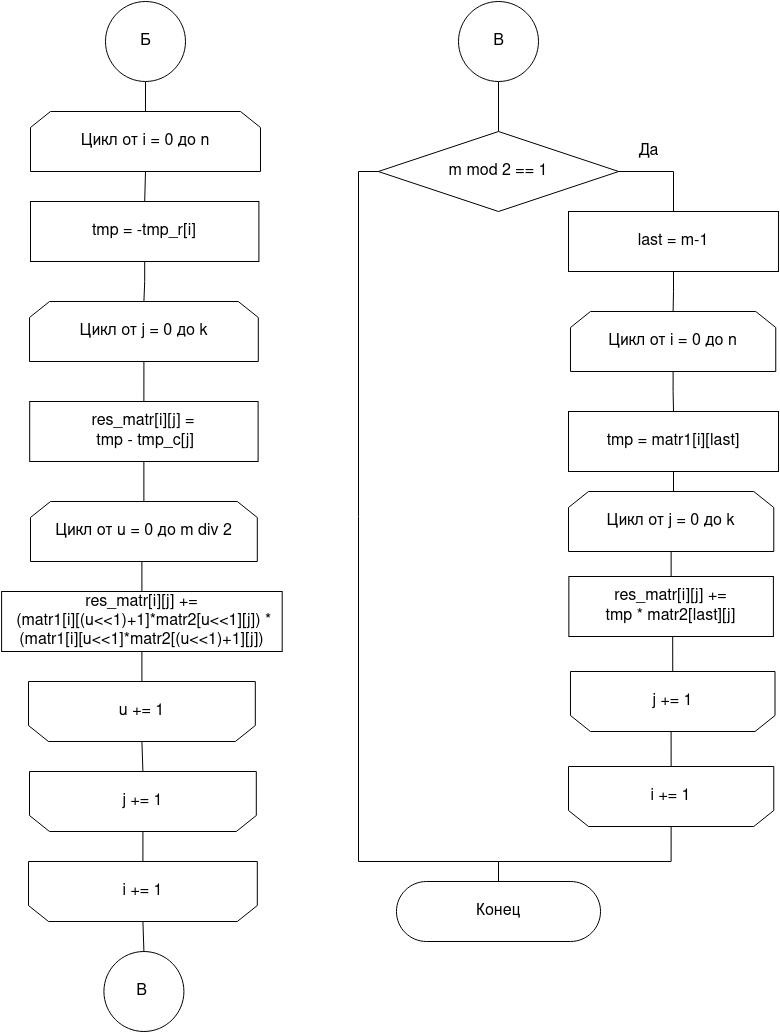 Б
Цикл от i = 0 до n
tmp = -tmp_r[i]
Цикл от j = 0 до k
res_matr[i][j] =
tmp - tmp_c[j]
Цикл от u = 0 до m div 2
res_matr[i][j] +=
(matr1[i][(u<<1)+1]*matr2[u<<1][j]) *
(matr1[i][u<<1]*matr2[(u<<1)+1][j])
u += 1
j += 1
i += 1
В
В
m mod 2 == 1
Да
last = m-1
Цикл от i = 0 до n
tmp = matr1[i][last]
Цикл от j = 0 до k
res_matr[i][j] +=
tmp * matr2[last][j]
j += 1
i += 1
Конец